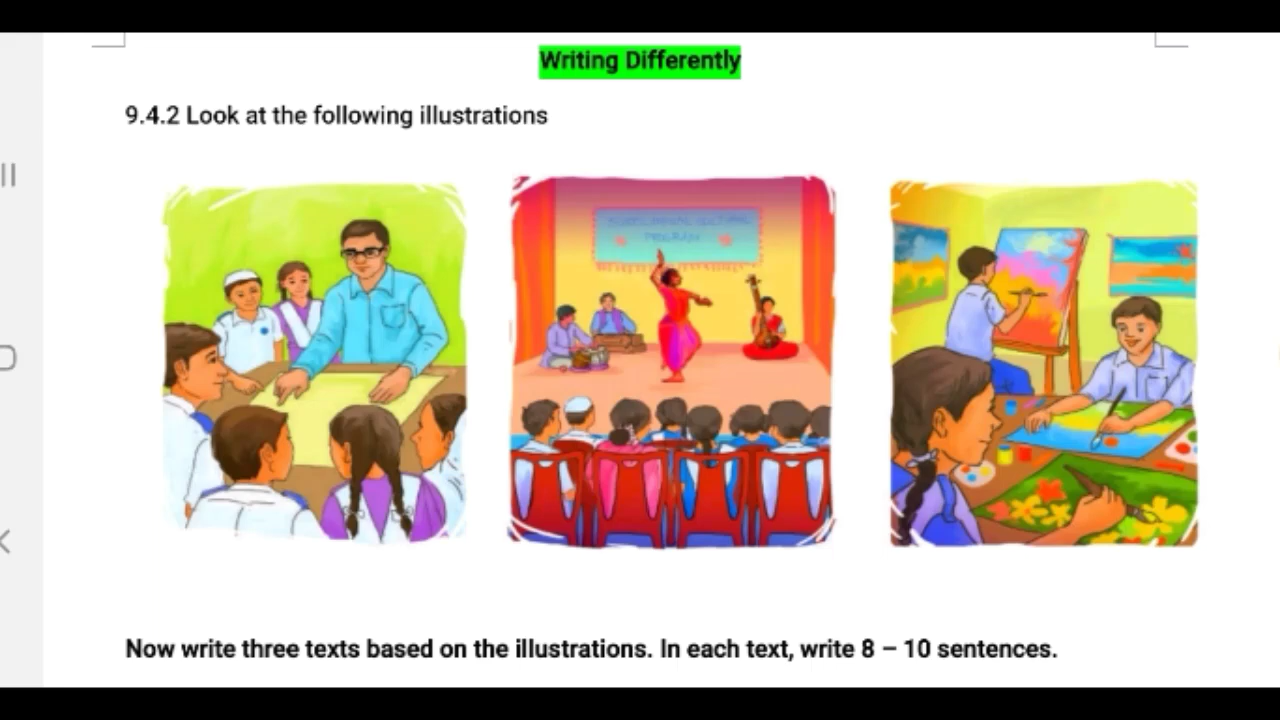 Writing Differently
9.4.2 Look at the following illustrations
PROGRAM
Now write three texts based on the illustrations. In each text, write 8 – 10 sentences.